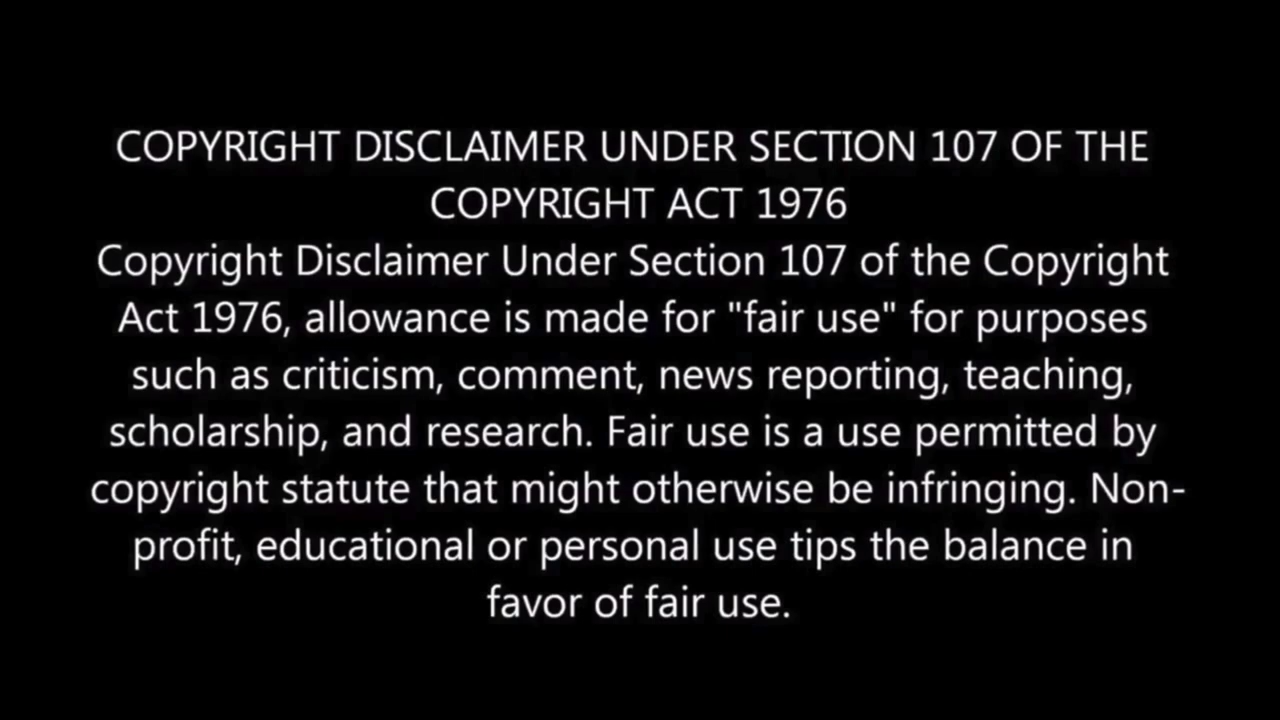 COPYRIGHT DISCLAIMER UNDER SECTION 107 OF THE
COPYRIGHT ACT 1976
Copyright Disclaimer Under Section 107 of the Copyright
Act 1976, allowance is made for "fair use" for purposes
such as criticism, comment, news reporting, teaching,
scholarship, and research. Fair use is a use permitted by
copyright statute that might otherwise be infringing. Non-
profit, educational or personal use tips the balance in
favor of fair use.